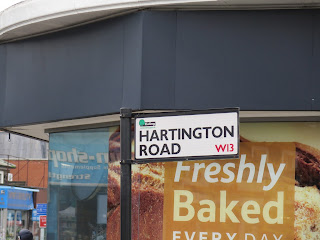 HARTINGTON
ROAD W13
Freshly
Baked
EVERY DAY